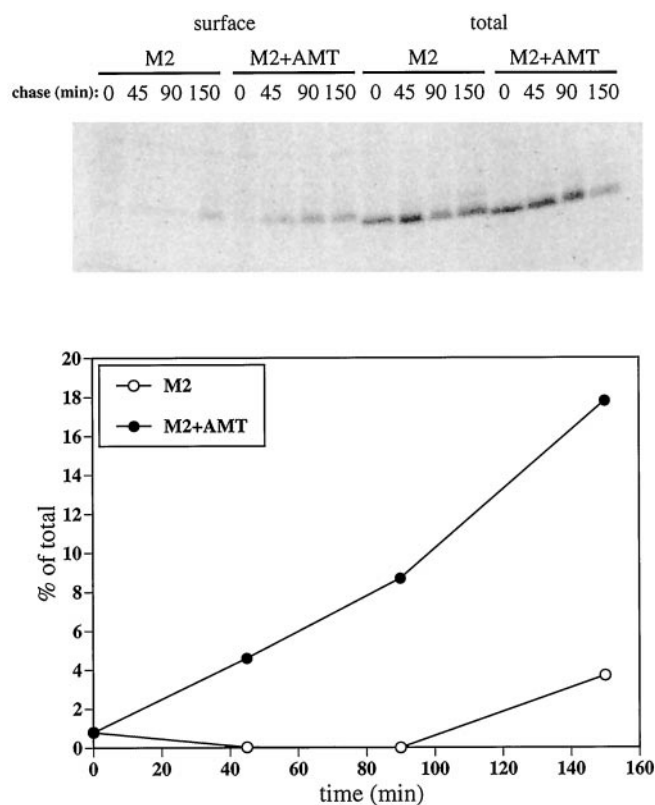 surface total
M2 M2+AMT M2 M2+AMT
chase (min): 0 45 90 150 0 45 90 150 0 45 90 150 0 45 90 150
20
18
16
14
12
10
8
6
4
2
0
% of total
M2
M2+AMT
0 20 40 60 80 100 120 140 160
time (min)